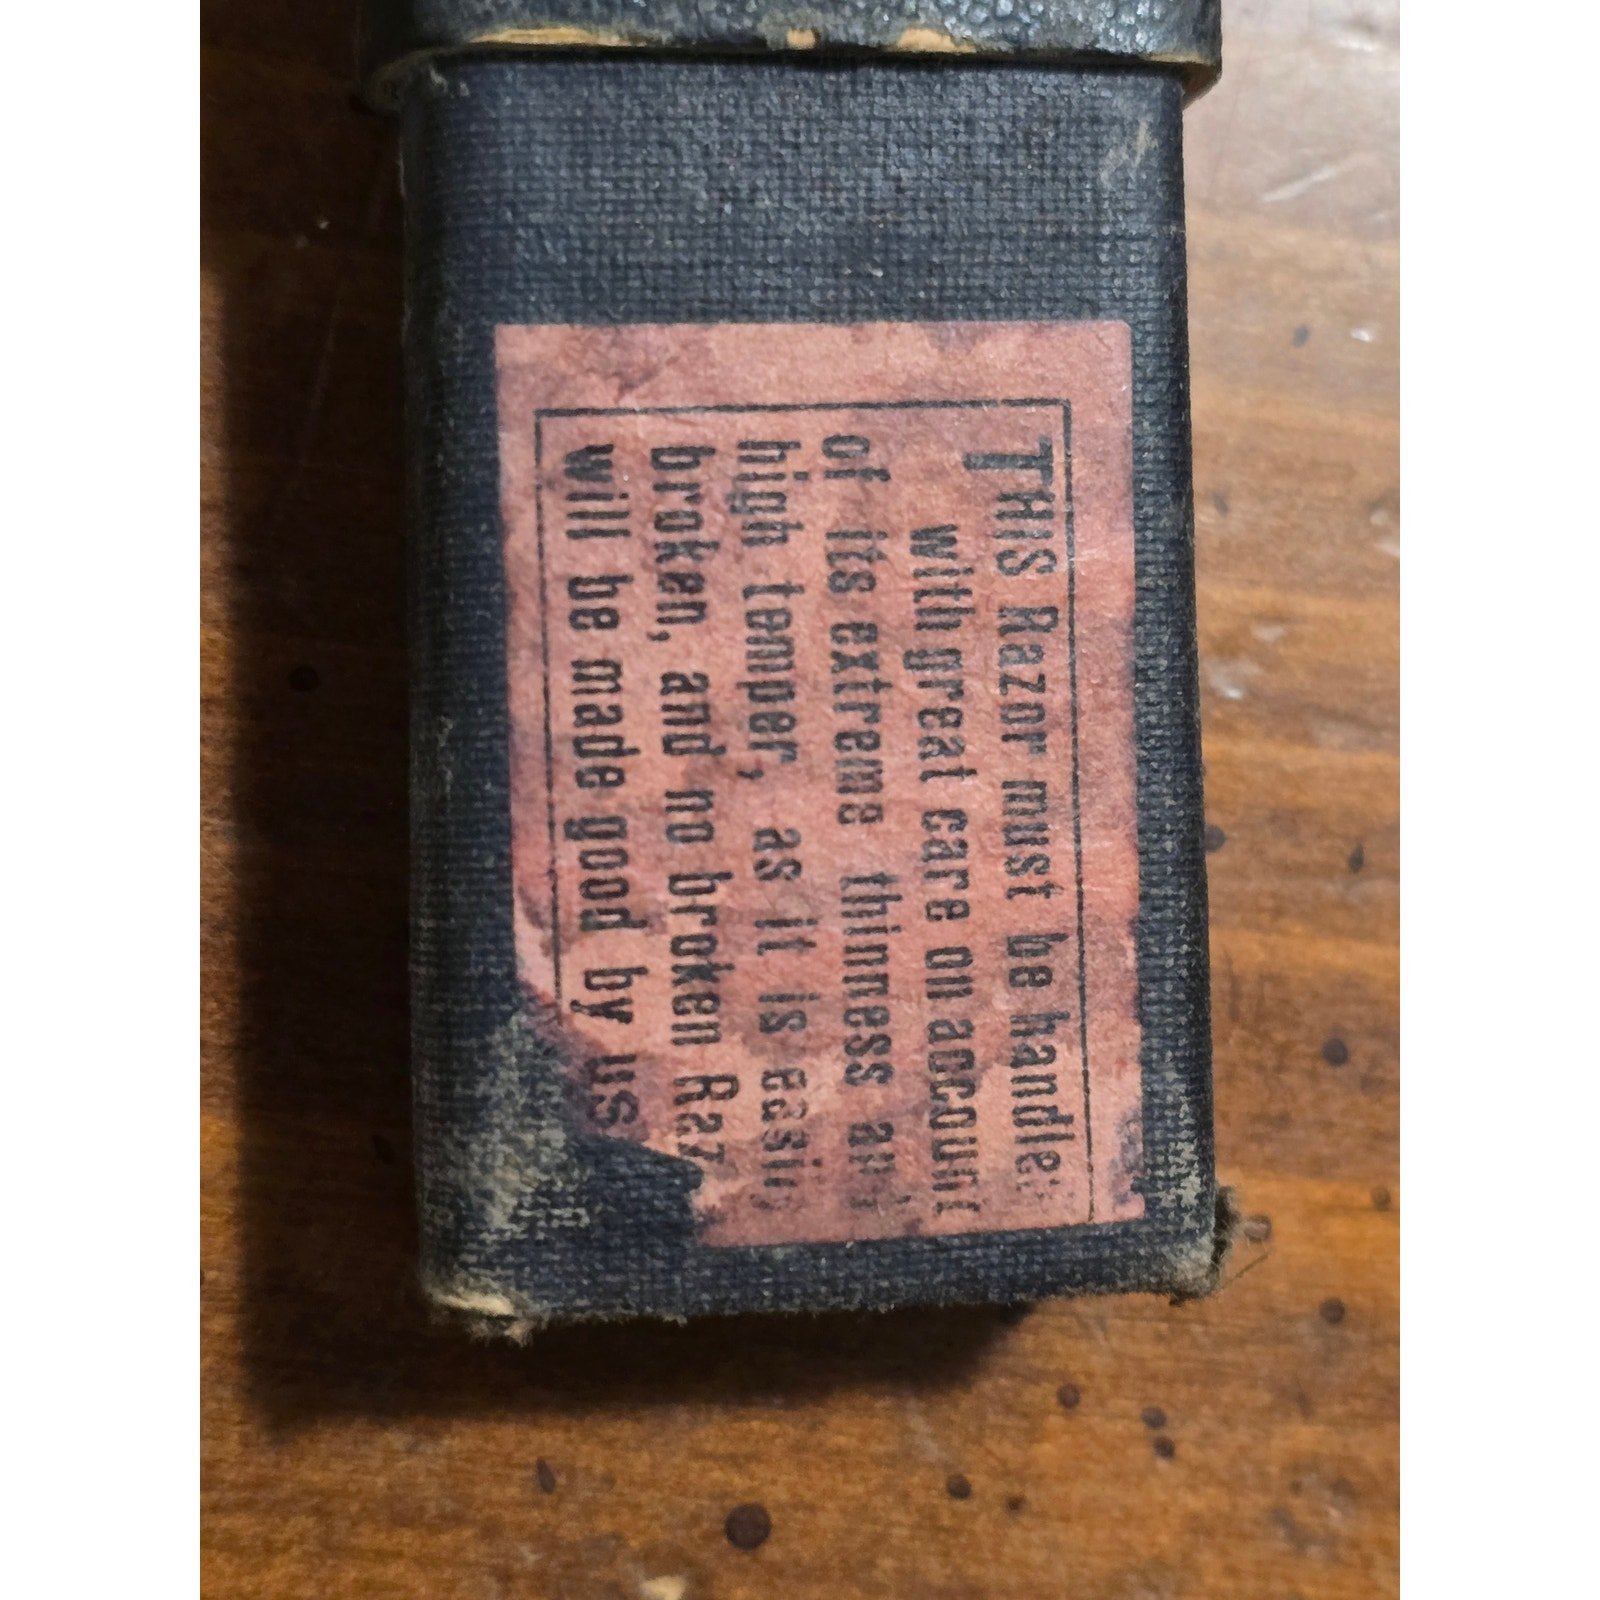 THIS Razor must be handle
with great care on account
of its extreme thinness an
high temper, as it is easil
broken, and no broken Raz
will be made good by us